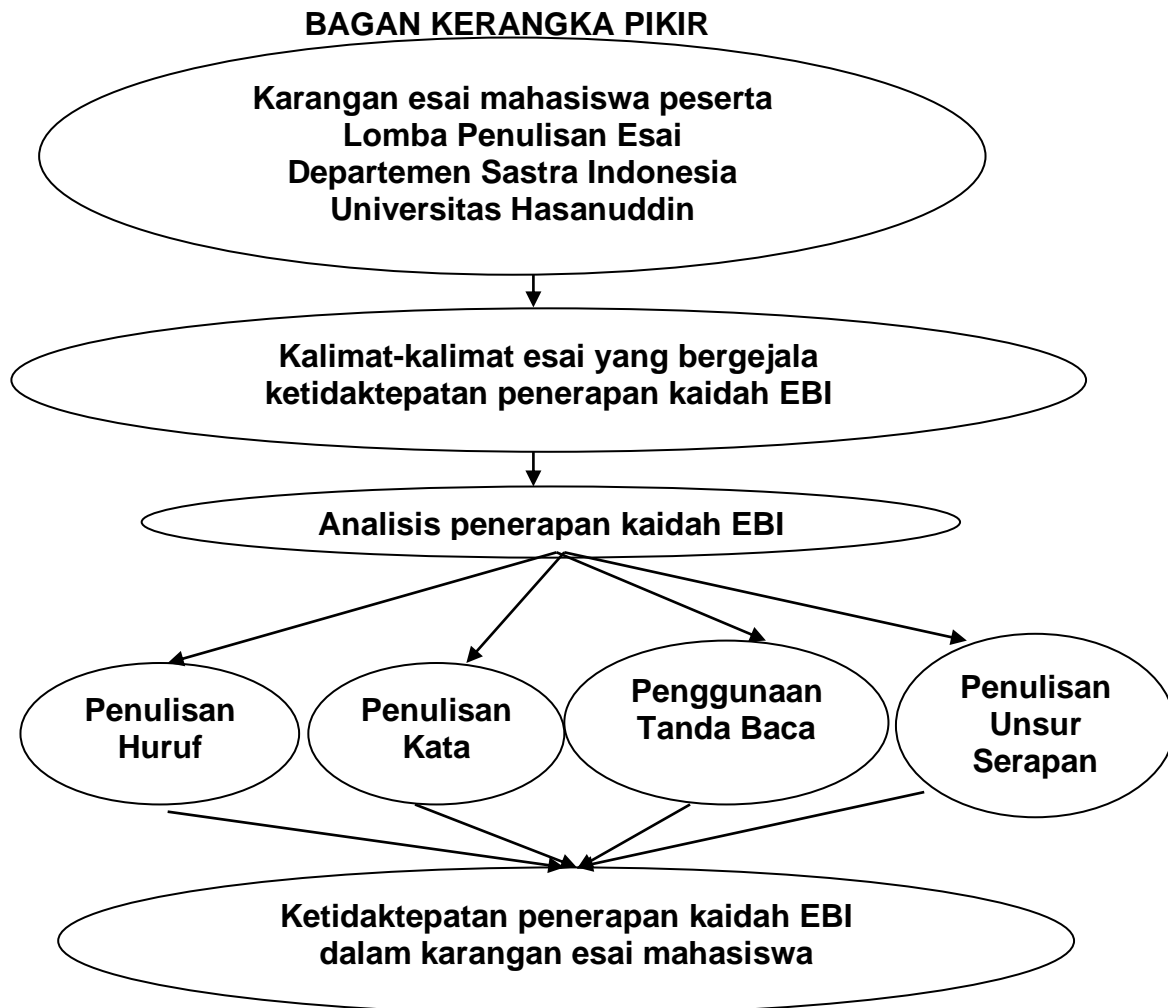 BAGAN KERANGKA PIKIR
Karangan esai mahasiswa peserta
Lomba Penulisan Esai
Departemen Sastra Indonesia
Universitas Hasanuddin
Kalimat-kalimat esai yang bergejala
ketidaktepatan penerapan kaidah EBI
Analisis penerapan kaidah EBI
Penulisan
Huruf
Penulisan
Kata
Penggunaan
Tanda Baca
Penulisan
Unsur
Serapan
Ketidaktepatan penerapan kaidah EBI
dalam karangan esai mahasiswa